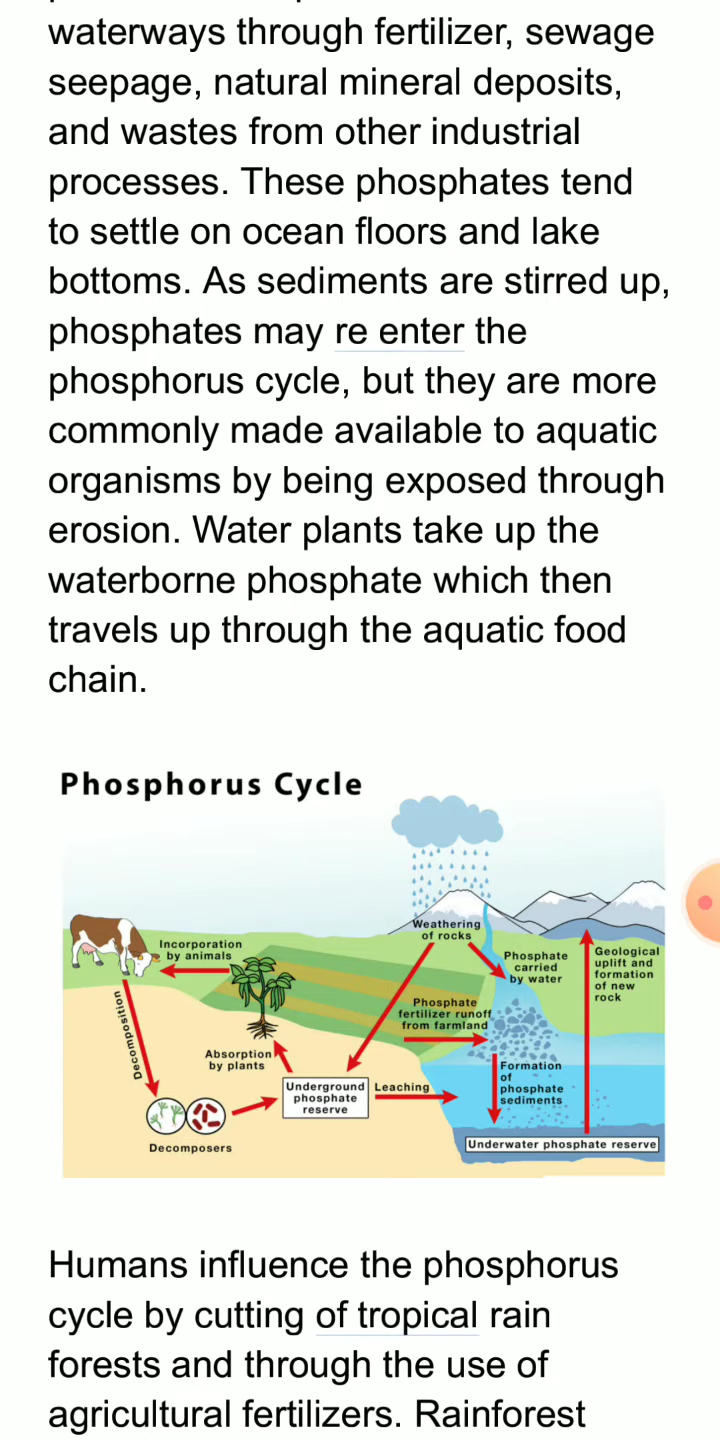 waterways through fertilizer, sewage
seepage, natural mineral deposits,
and wastes from other industrial
processes. These phosphates tend
to settle on ocean floors and lake
bottoms. As sediments are stirred up,
phosphates may re enter the
phosphorus cycle, but they are more
commonly made available to aquatic
organisms by being exposed through
erosion. Water plants take up the
waterborne phosphate which then
travels up through the aquatic food
chain.
Phosphorus Cycle
Weathering
of rocks
Incorporation
by animals
Phosphate
carried
by water
Geological
uplift and
formation
of new
rock
Phosphate
fertilizer runoff
from farmland
Decomposition
Absorption
by plants
Underground
phosphate
reserve
Leaching
Formation
of
phosphate
sediments
Decomposers
Underwater phosphate reserve
Humans influence the phosphorus
cycle by cutting of tropical rain
forests and through the use of
agricultural fertilizers. Rainforest